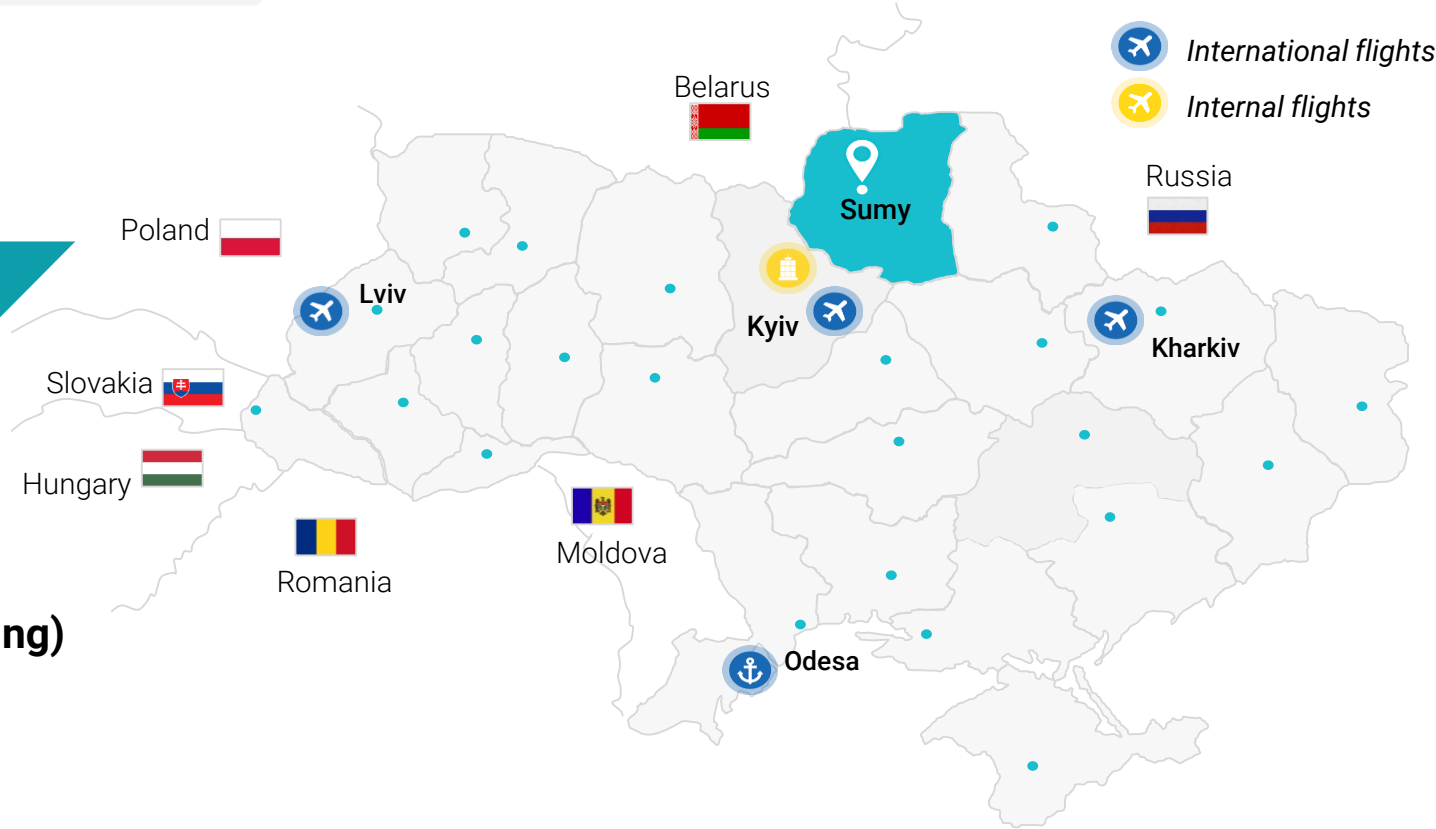 International flights
Belarus
Internal flights
Russia
Sumy
Poland
Lviv
Kyiv
Kharkiv
Slovakia
Hungary
Moldova
Romania
ng)
Odesa